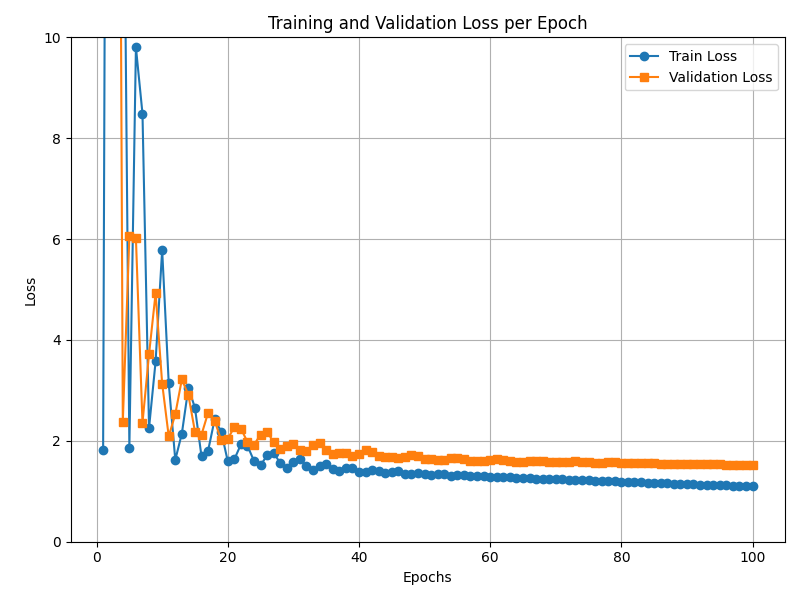 Training and Validation Loss per Epoch
Train Loss
Validation Loss
Loss
10
8
6
4
2
0
0 20 40 60 80 100
Epochs